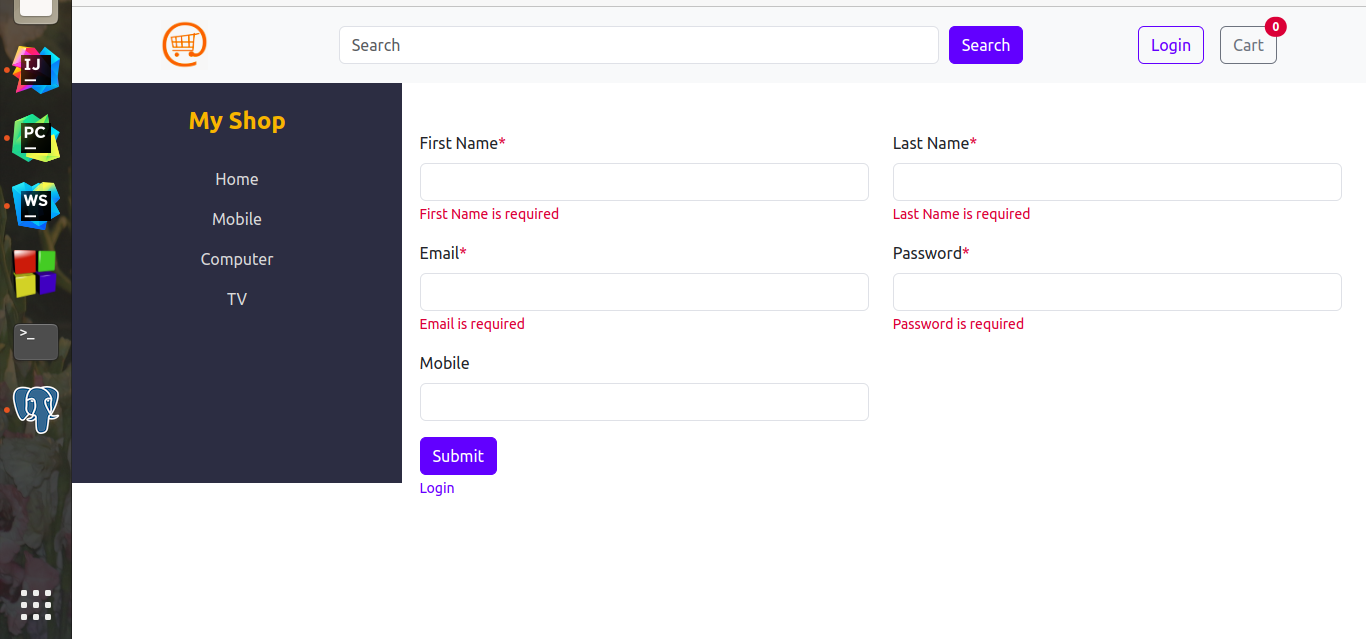 IJ
PC
WS
>_
Search
Search
Login
Cart
0
My Shop
Home
Mobile
Computer
TV
First Name*
Last Name*
First Name is required
Last Name is required
Email*
Password*
Email is required
Password is required
Mobile
Submit
Login